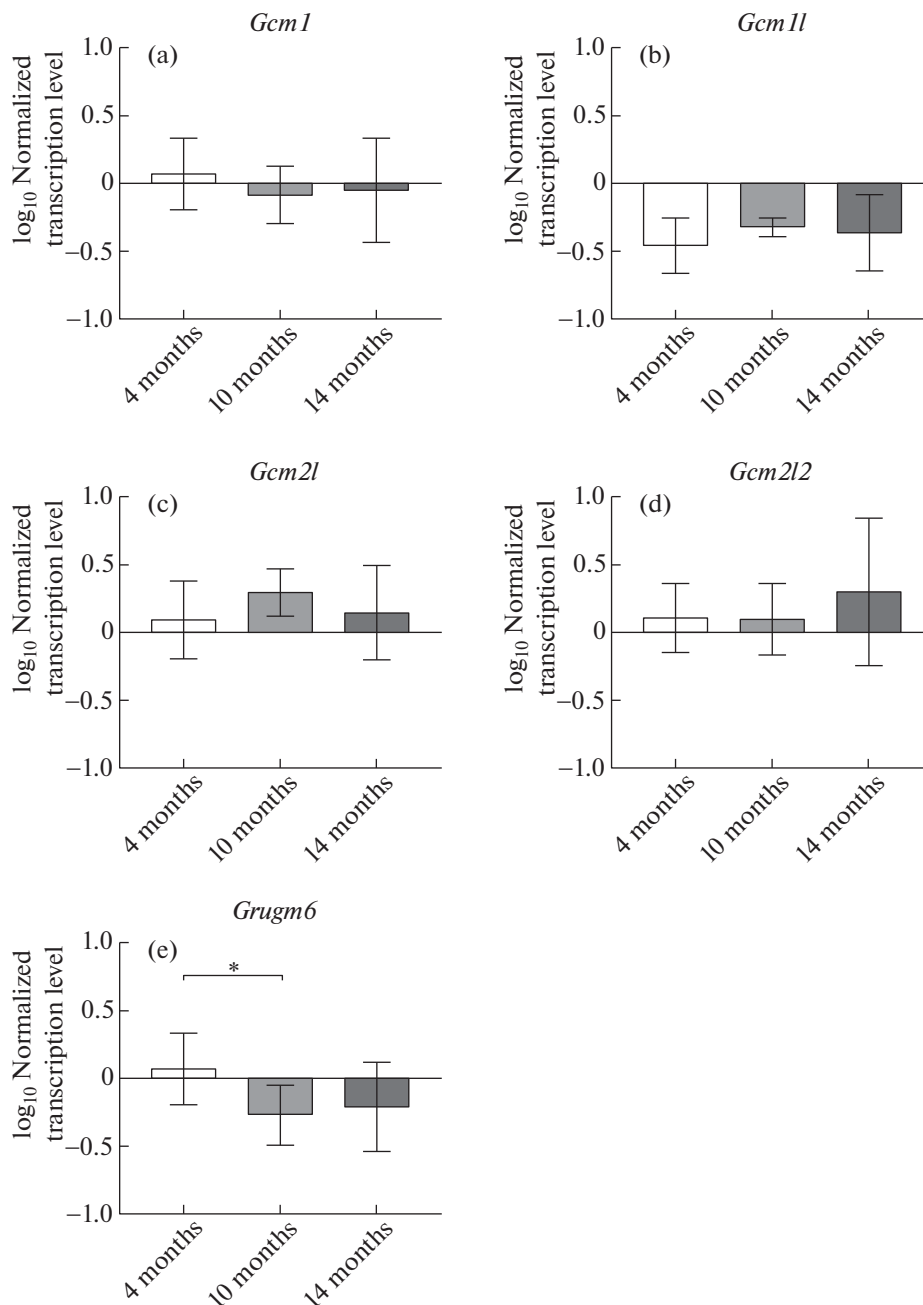 Gcm1
(a)
log10 Normalized
transcription level
1.0
0.5
0
−0.5
−1.0
4 months
10 months
14 months
Gcm1l
(b)
log10 Normalized
transcription level
1.0
0.5
0
−0.5
−1.0
4 months
10 months
14 months
Gcm2l
(c)
log10 Normalized
transcription level
1.0
0.5
0
−0.5
−1.0
4 months
10 months
14 months
Gcm2l2
(d)
log10 Normalized
transcription level
1.0
0.5
0
−0.5
−1.0
4 months
10 months
14 months
Grugm6
(e)
*
log10 Normalized
transcription level
1.0
0.5
0
−0.5
−1.0
4 months
10 months
14 months